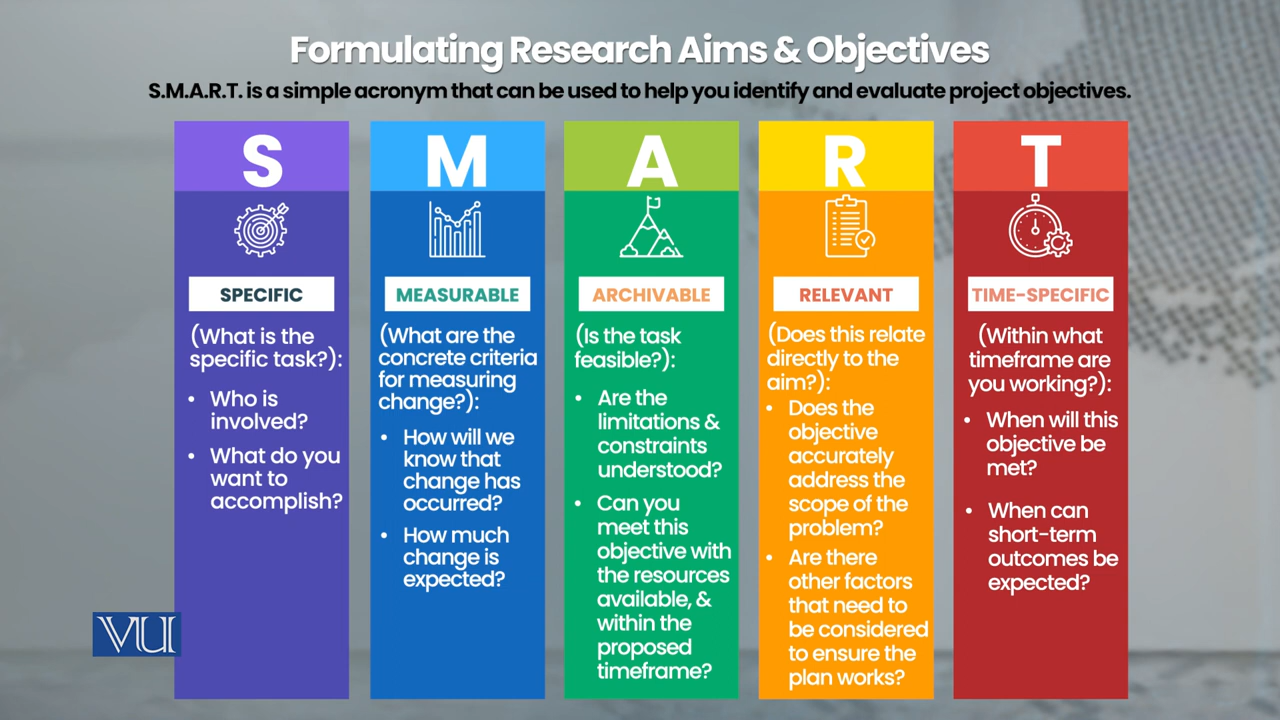 Formulating Research Aims & Objectives
S.M.A.R.T. is a simple acronym that can be used to help you identify and evaluate project objectives.
S
SPECIFIC
(What is the
specific task?):
• Who is
involved?
• What do you
want to
accomplish?
M
MEASURABLE
(What are the
concrete criteria
for measuring
change?):
• How will we
know that
change has
occurred?
• How much
change is
expected?
A
ARCHIVABLE
(Is the task
feasible?):
• Are the
limitations &
constraints
understood?
• Can you
meet this
objective with
the resources
available, &
within the
proposed
timeframe?
R
RELEVANT
(Does this relate
directly to the
aim?):
• Does the
objective
accurately
address the
scope of the
problem?
• Are there
other factors
that need to
be considered
to ensure the
plan works?
T
TIME-SPECIFIC
(Within what
timeframe are
you working?):
• When will this
objective be
met?
• When can
short-term
outcomes be
expected?
VU